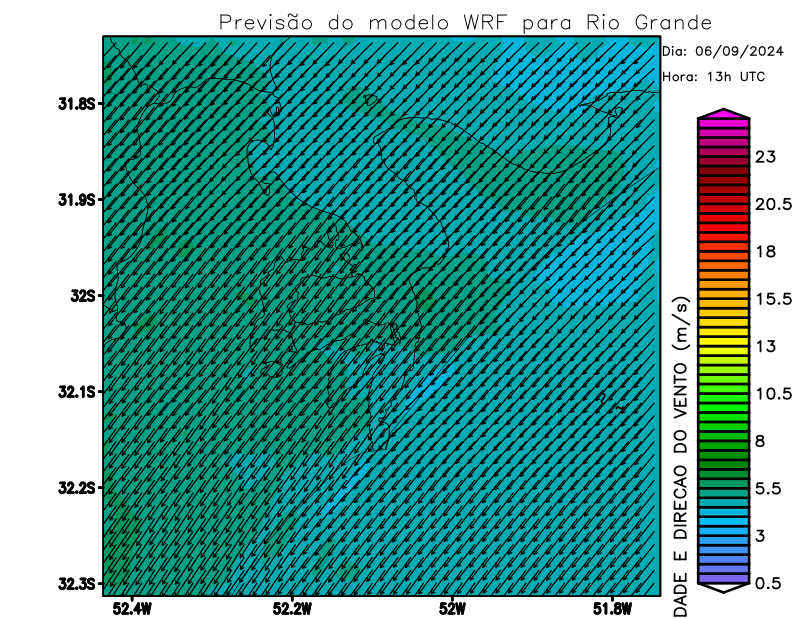 Previsão do modelo WRF para Rio Grande
Dia: 06/09/2024
Hora: 13h UTC
31.8S
31.9S
32S
32.1S
32.2S
32.3S
52.4W
52.2W
52W
51.8W
23
20.5
18
15.5
13
10.5
8
5.5
3
0.5
DADE E DIRECAO DO VENTO (m/s)